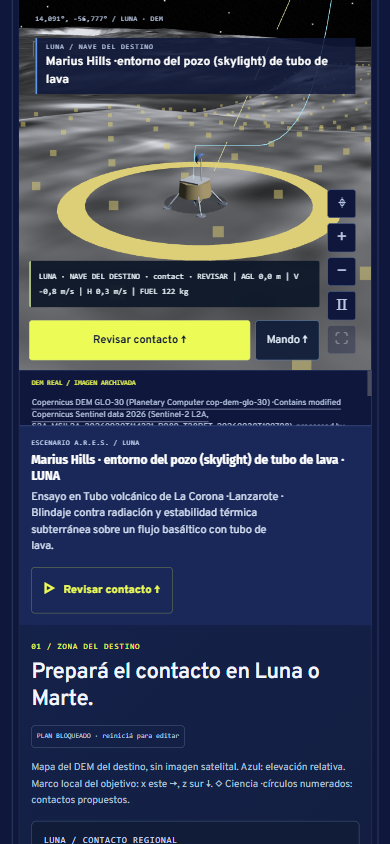 14,091°, -56,777° / LUNA · DEM
LUNA / NAVE DEL DESTINO
Marius Hills ·entorno del pozo (skylight) de tubo de
lava
LUNA · NAVE DEL DESTINO · contact · REVISAR | AGL 0,0 m | V
-0,8 m/s | H 0,3 m/s | FUEL 122 kg
+
−
II
Revisar contacto ↑
Mando ↑
DEM REAL / IMAGEN ARCHIVADA
Copernicus DEM GLO-30 (Planetary Computer cop-dem-glo-30) ·Contains modified
Copernicus Sentinel data 2026 (Sentinel-2 L2A,
ESCENARIO A.R.E.S. / LUNA
Marius Hills · entorno del pozo (skylight) de tubo de lava ·
LUNA
Ensayo en Tubo volcánico de La Corona ·Lanzarote ·
Blindaje contra radiación y estabilidad térmica
subterránea sobre un flujo basáltico con tubo de
lava.
Revisar contacto ↑
01 / ZONA DEL DESTINO
Prepará el contacto en Luna o
Marte.
PLAN BLOQUEADO · reiniciá para editar
Mapa del DEM del destino, sin imagen satelital. Azul: elevación relativa.
Marco local del objetivo: x este →, z sur ↓. ◇ Ciencia ·círculos numerados:
contactos propuestos.
LUNA / CONTACTO REGIONAL